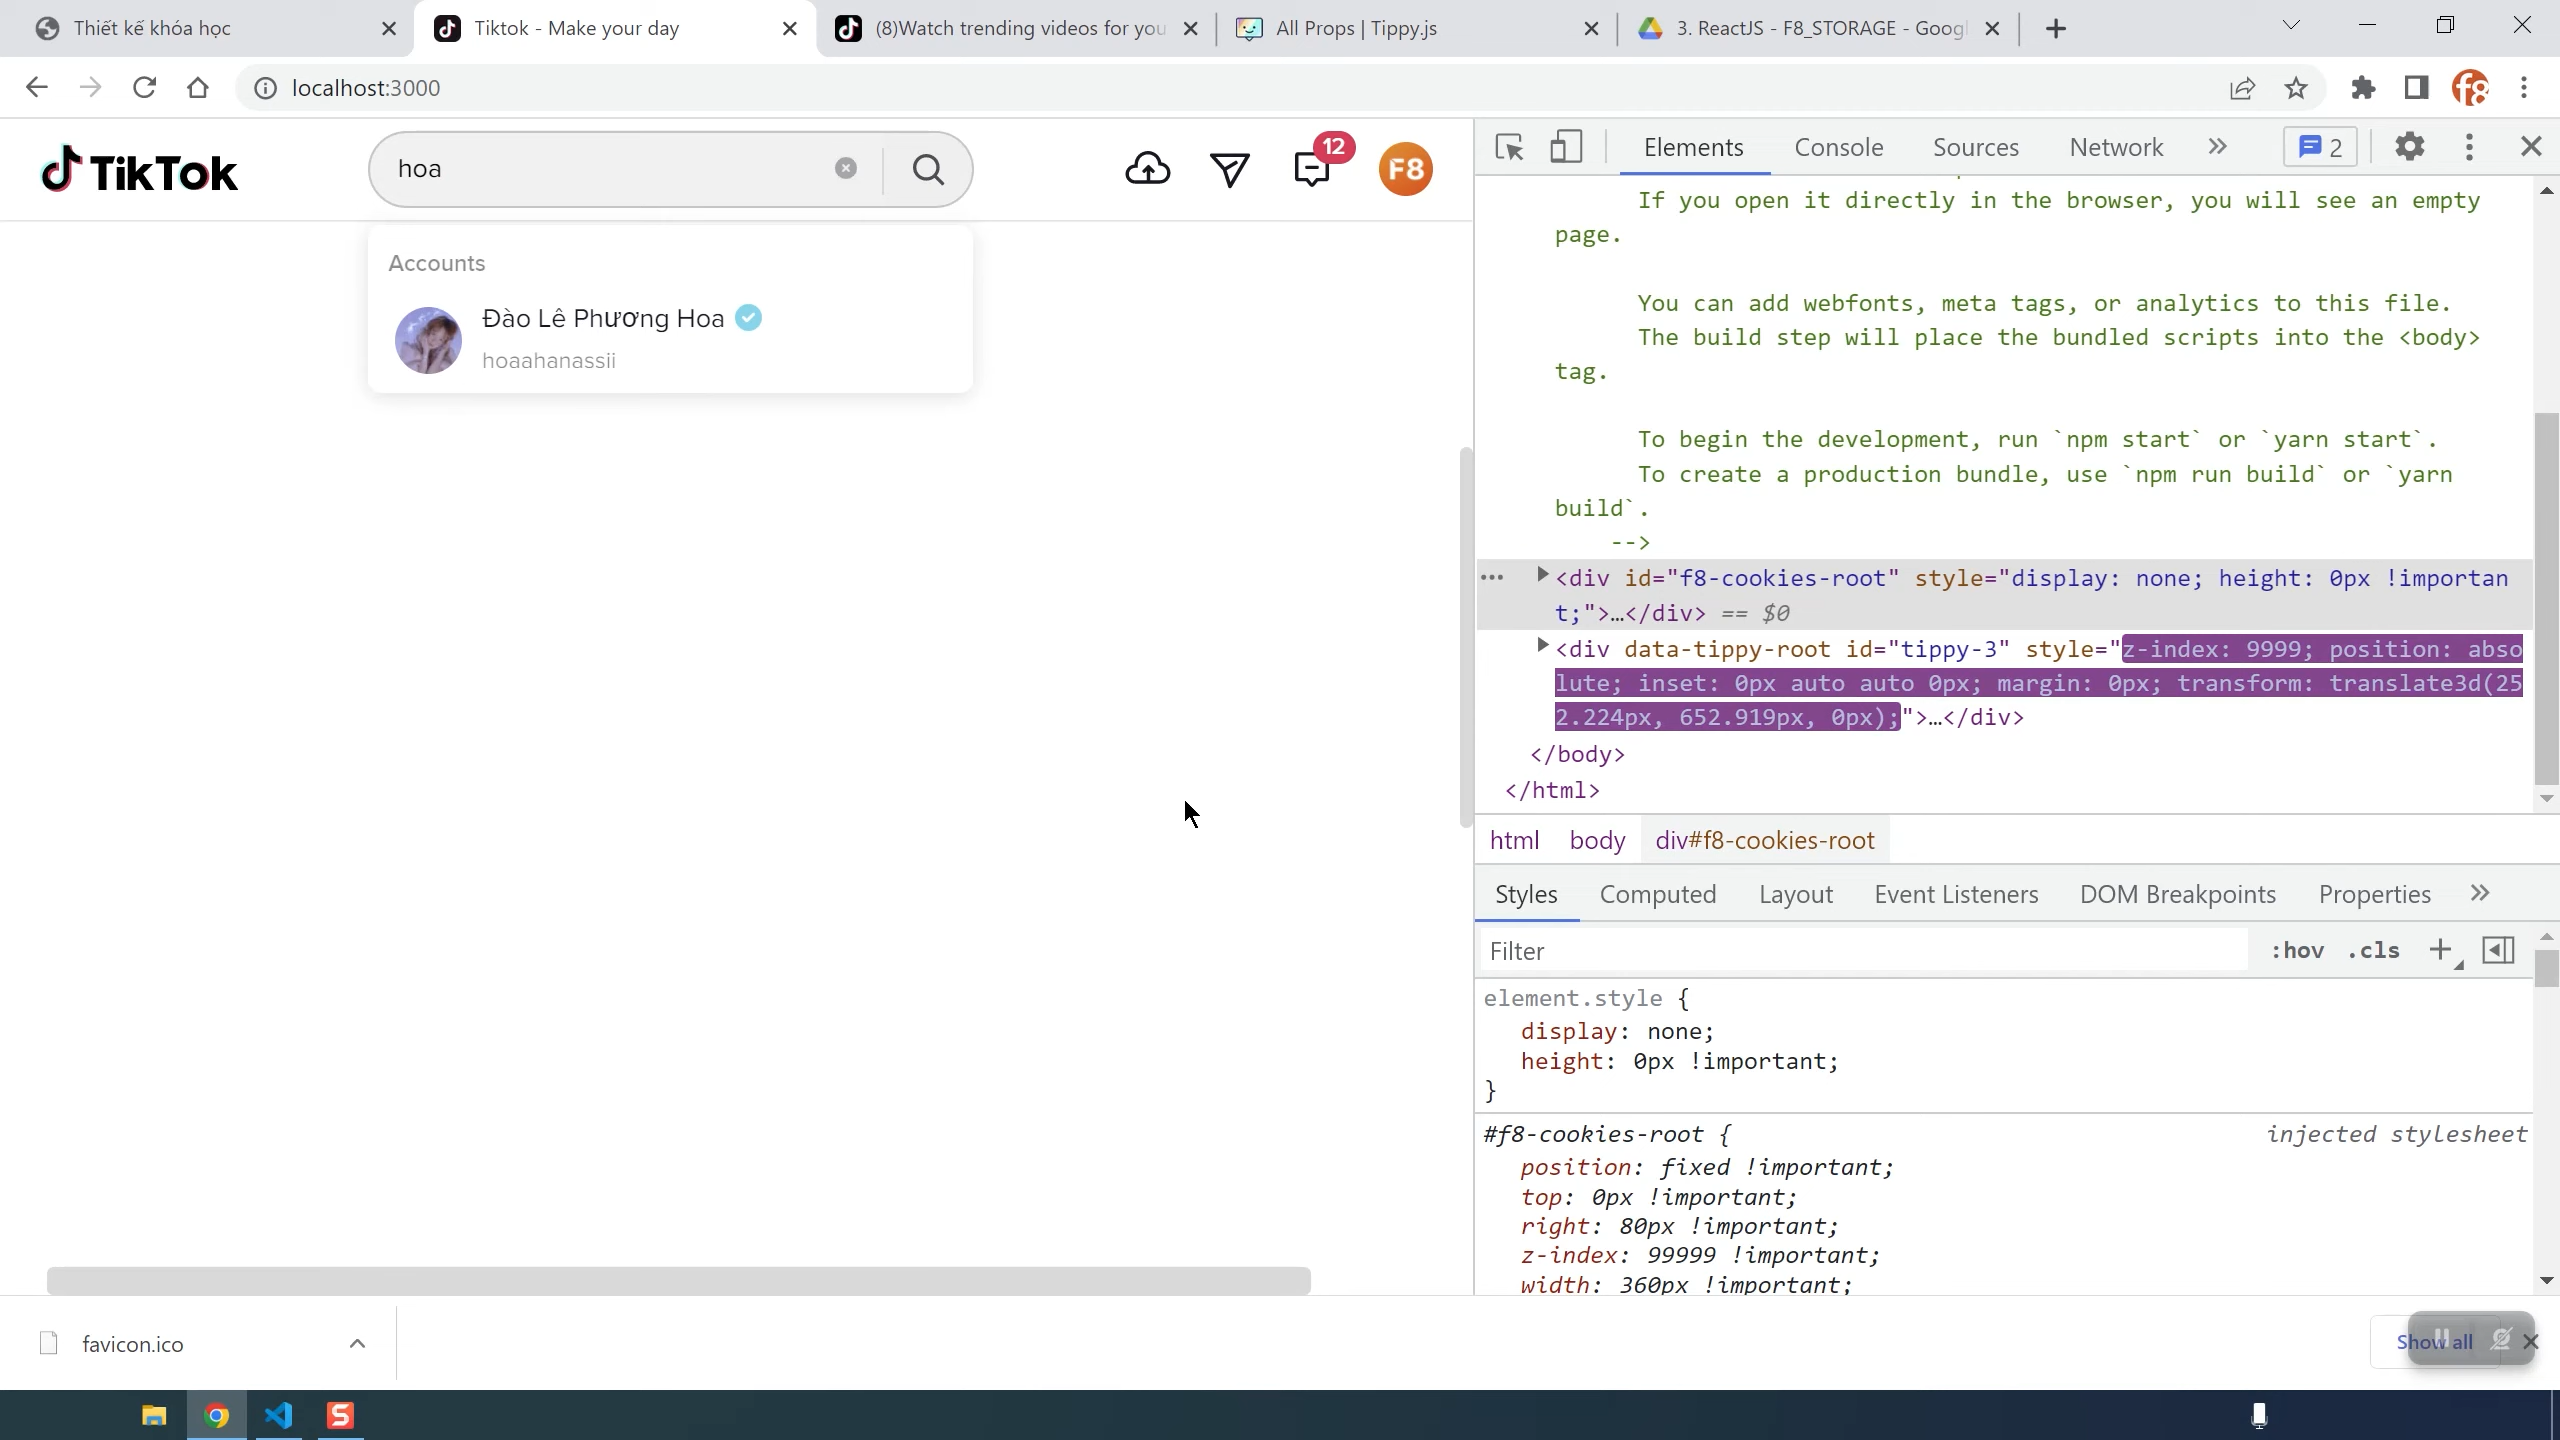 Thiết kế khóa học
Tiktok - Make your day
(8)Watch trending videos for you
All Props | Tippy.js
3. ReactJS - F8_STORAGE - Googl
localhost:3000
TikTok
hoa
12
F8
Accounts
Đào Lê Phương Hoa
hoaahanassii
Elements
Console
Sources
Network
2
If you open it directly in the browser, you will see an empty
page.
You can add webfonts, meta tags, or analytics to this file.
The build step will place the bundled scripts into the <body>
tag.
To begin the development, run `npm start` or `yarn start`.
To create a production bundle, use `npm run build` or `yarn
build`.
-->
<div id="f8-cookies-root" style="display: none; height: 0px !importan
t;">…</div> == $0
<div data-tippy-root id="tippy-3" style="z-index: 9999; position: abso
lute; inset: 0px auto auto 0px; margin: 0px; transform: translate3d(25
2.224px, 652.919px, 0px);">…</div>
</body>
</html>
html body div#f8-cookies-root
Styles Computed Layout Event Listeners DOM Breakpoints Properties
Filter
:hov .cls
element.style {
display: none;
height: 0px !important;
}
#f8-cookies-root {
injected stylesheet
position: fixed !important;
top: 0px !important;
right: 80px !important;
z-index: 99999 !important;
width: 360px !important;
favicon.ico
Show all